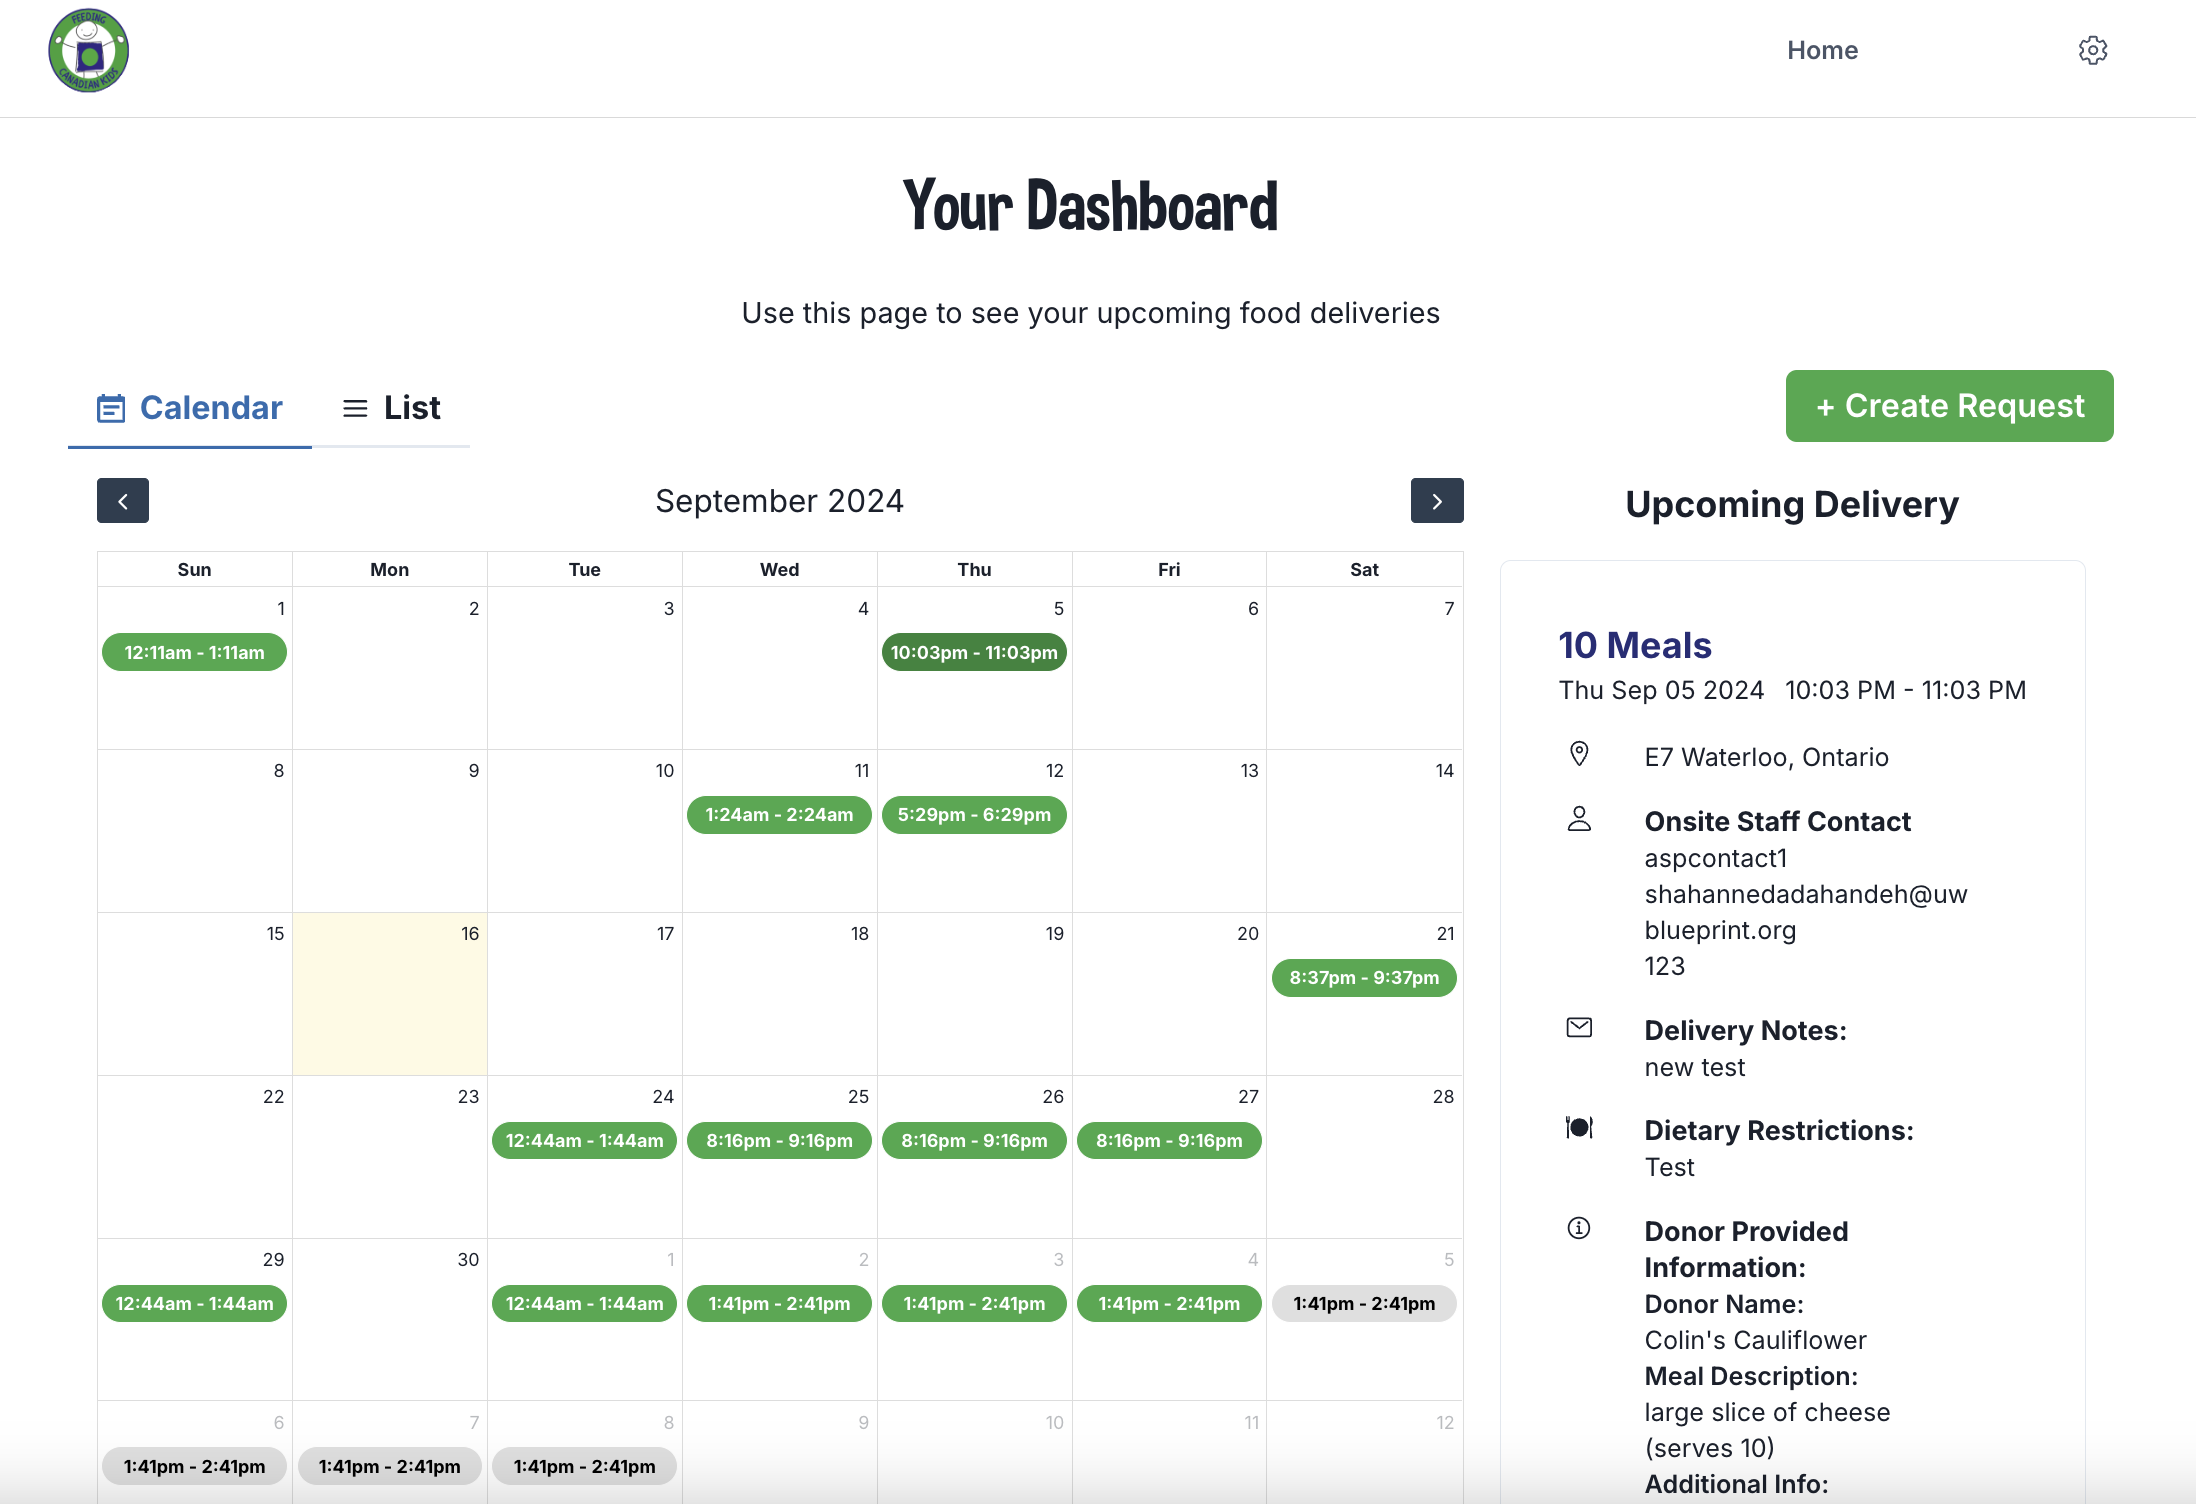 FEEDING
CANADIAN KIDS
Home
Your Dashboard
Use this page to see your upcoming food deliveries
Calendar
List
+ Create Request
September 2024
Sun Mon Tue Wed Thu Fri Sat
1 2 3 4 5 6 7
12:11am - 1:11am 10:03pm - 11:03pm
8 9 10 11 12 13 14
1:24am - 2:24am 5:29pm - 6:29pm
15 16 17 18 19 20 21
8:37pm - 9:37pm
22 23 24 25 26 27 28
12:44am - 1:44am 8:16pm - 9:16pm 8:16pm - 9:16pm 8:16pm - 9:16pm
29 30 1 2 3 4 5
12:44am - 1:44am 12:44am - 1:44am 1:41pm - 2:41pm 1:41pm - 2:41pm 1:41pm - 2:41pm 1:41pm - 2:41pm
6 7 8 9 10 11 12
1:41pm - 2:41pm 1:41pm - 2:41pm 1:41pm - 2:41pm
Upcoming Delivery
10 Meals
Thu Sep 05 2024 10:03 PM - 11:03 PM
E7 Waterloo, Ontario
Onsite Staff Contact
aspcontact1
shahannedadahandeh@uw
blueprint.org
123
Delivery Notes:
new test
Dietary Restrictions:
Test
Donor Provided
Information:
Donor Name:
Colin's Cauliflower
Meal Description:
large slice of cheese
(serves 10)
Additional Info: